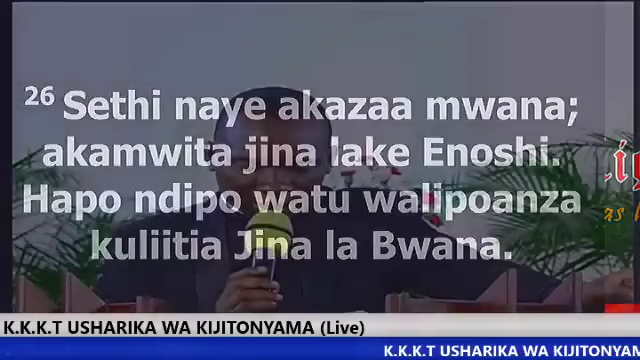 26 Sethi naye akazaa mwana;
akamwita jina lake Enoshi.
Hapo ndipo watu walipoanza
kuliitia Jina la Bwana.
K.K.K.T USHARIKA WA KIJITONYAMA (Live)
K.K.K.T USHARIKA WA KIJITONYAM